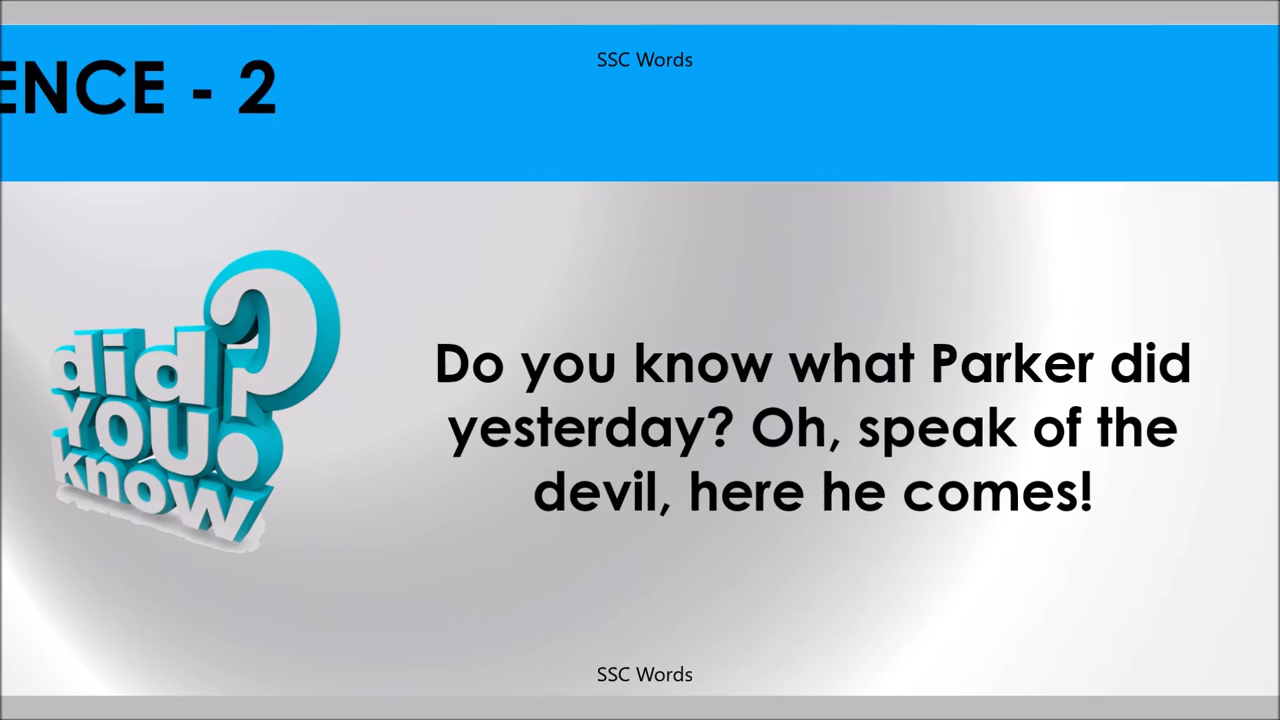 SSC Words
ENCE - 2
did
YOU
know
?
Do you know what Parker did
yesterday? Oh, speak of the
devil, here he comes!
SSC Words